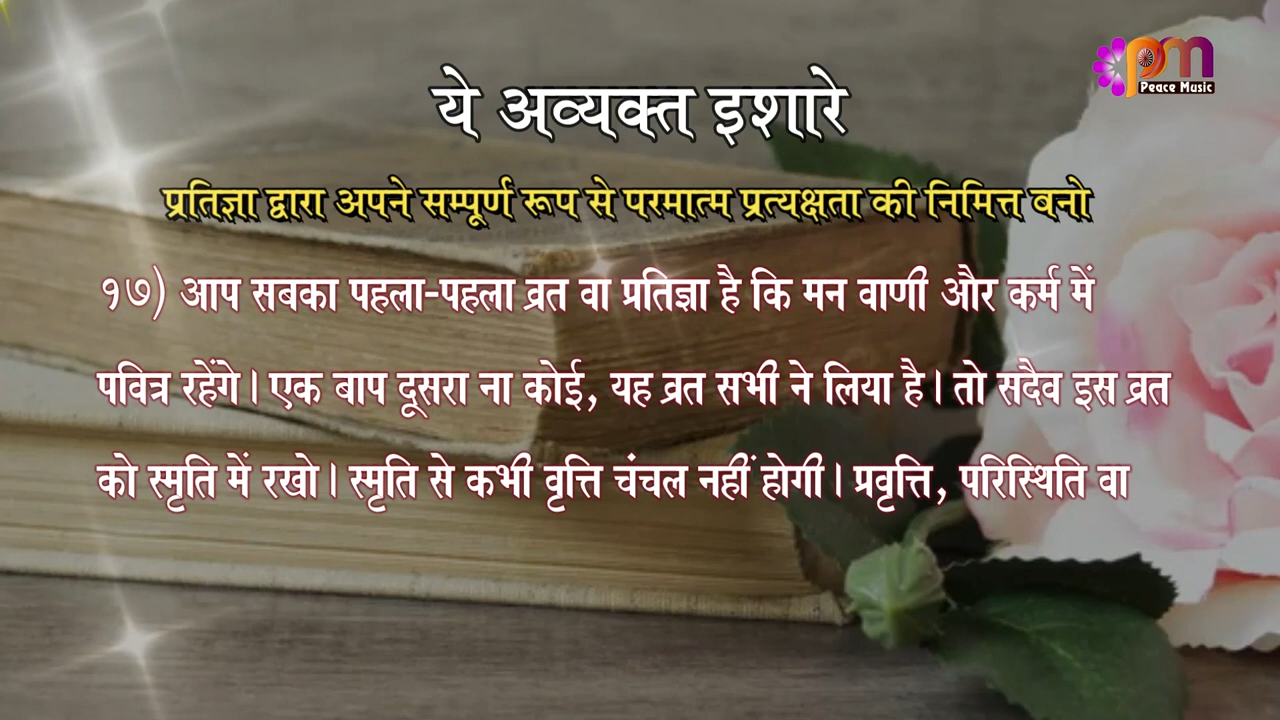 pm
Peace Music
ये अव्यक्त इशारे
प्रतिज्ञा द्वारा अपने सम्पूर्ण रूप से परमात्म प्रत्यक्षता की निमित्त बनो
१७) आप सबका पहला-पहला व्रत वा प्रतिज्ञा है कि मन वाणी और कर्म में
पवित्र रहेंगे। एक बाप दूसरा ना कोई, यह व्रत सभी ने लिया है। तो सदैव इस व्रत
को स्मृति में रखो। स्मृति से कभी वृत्ति चंचल नहीं होगी। प्रवृत्ति, परिस्थिति वा